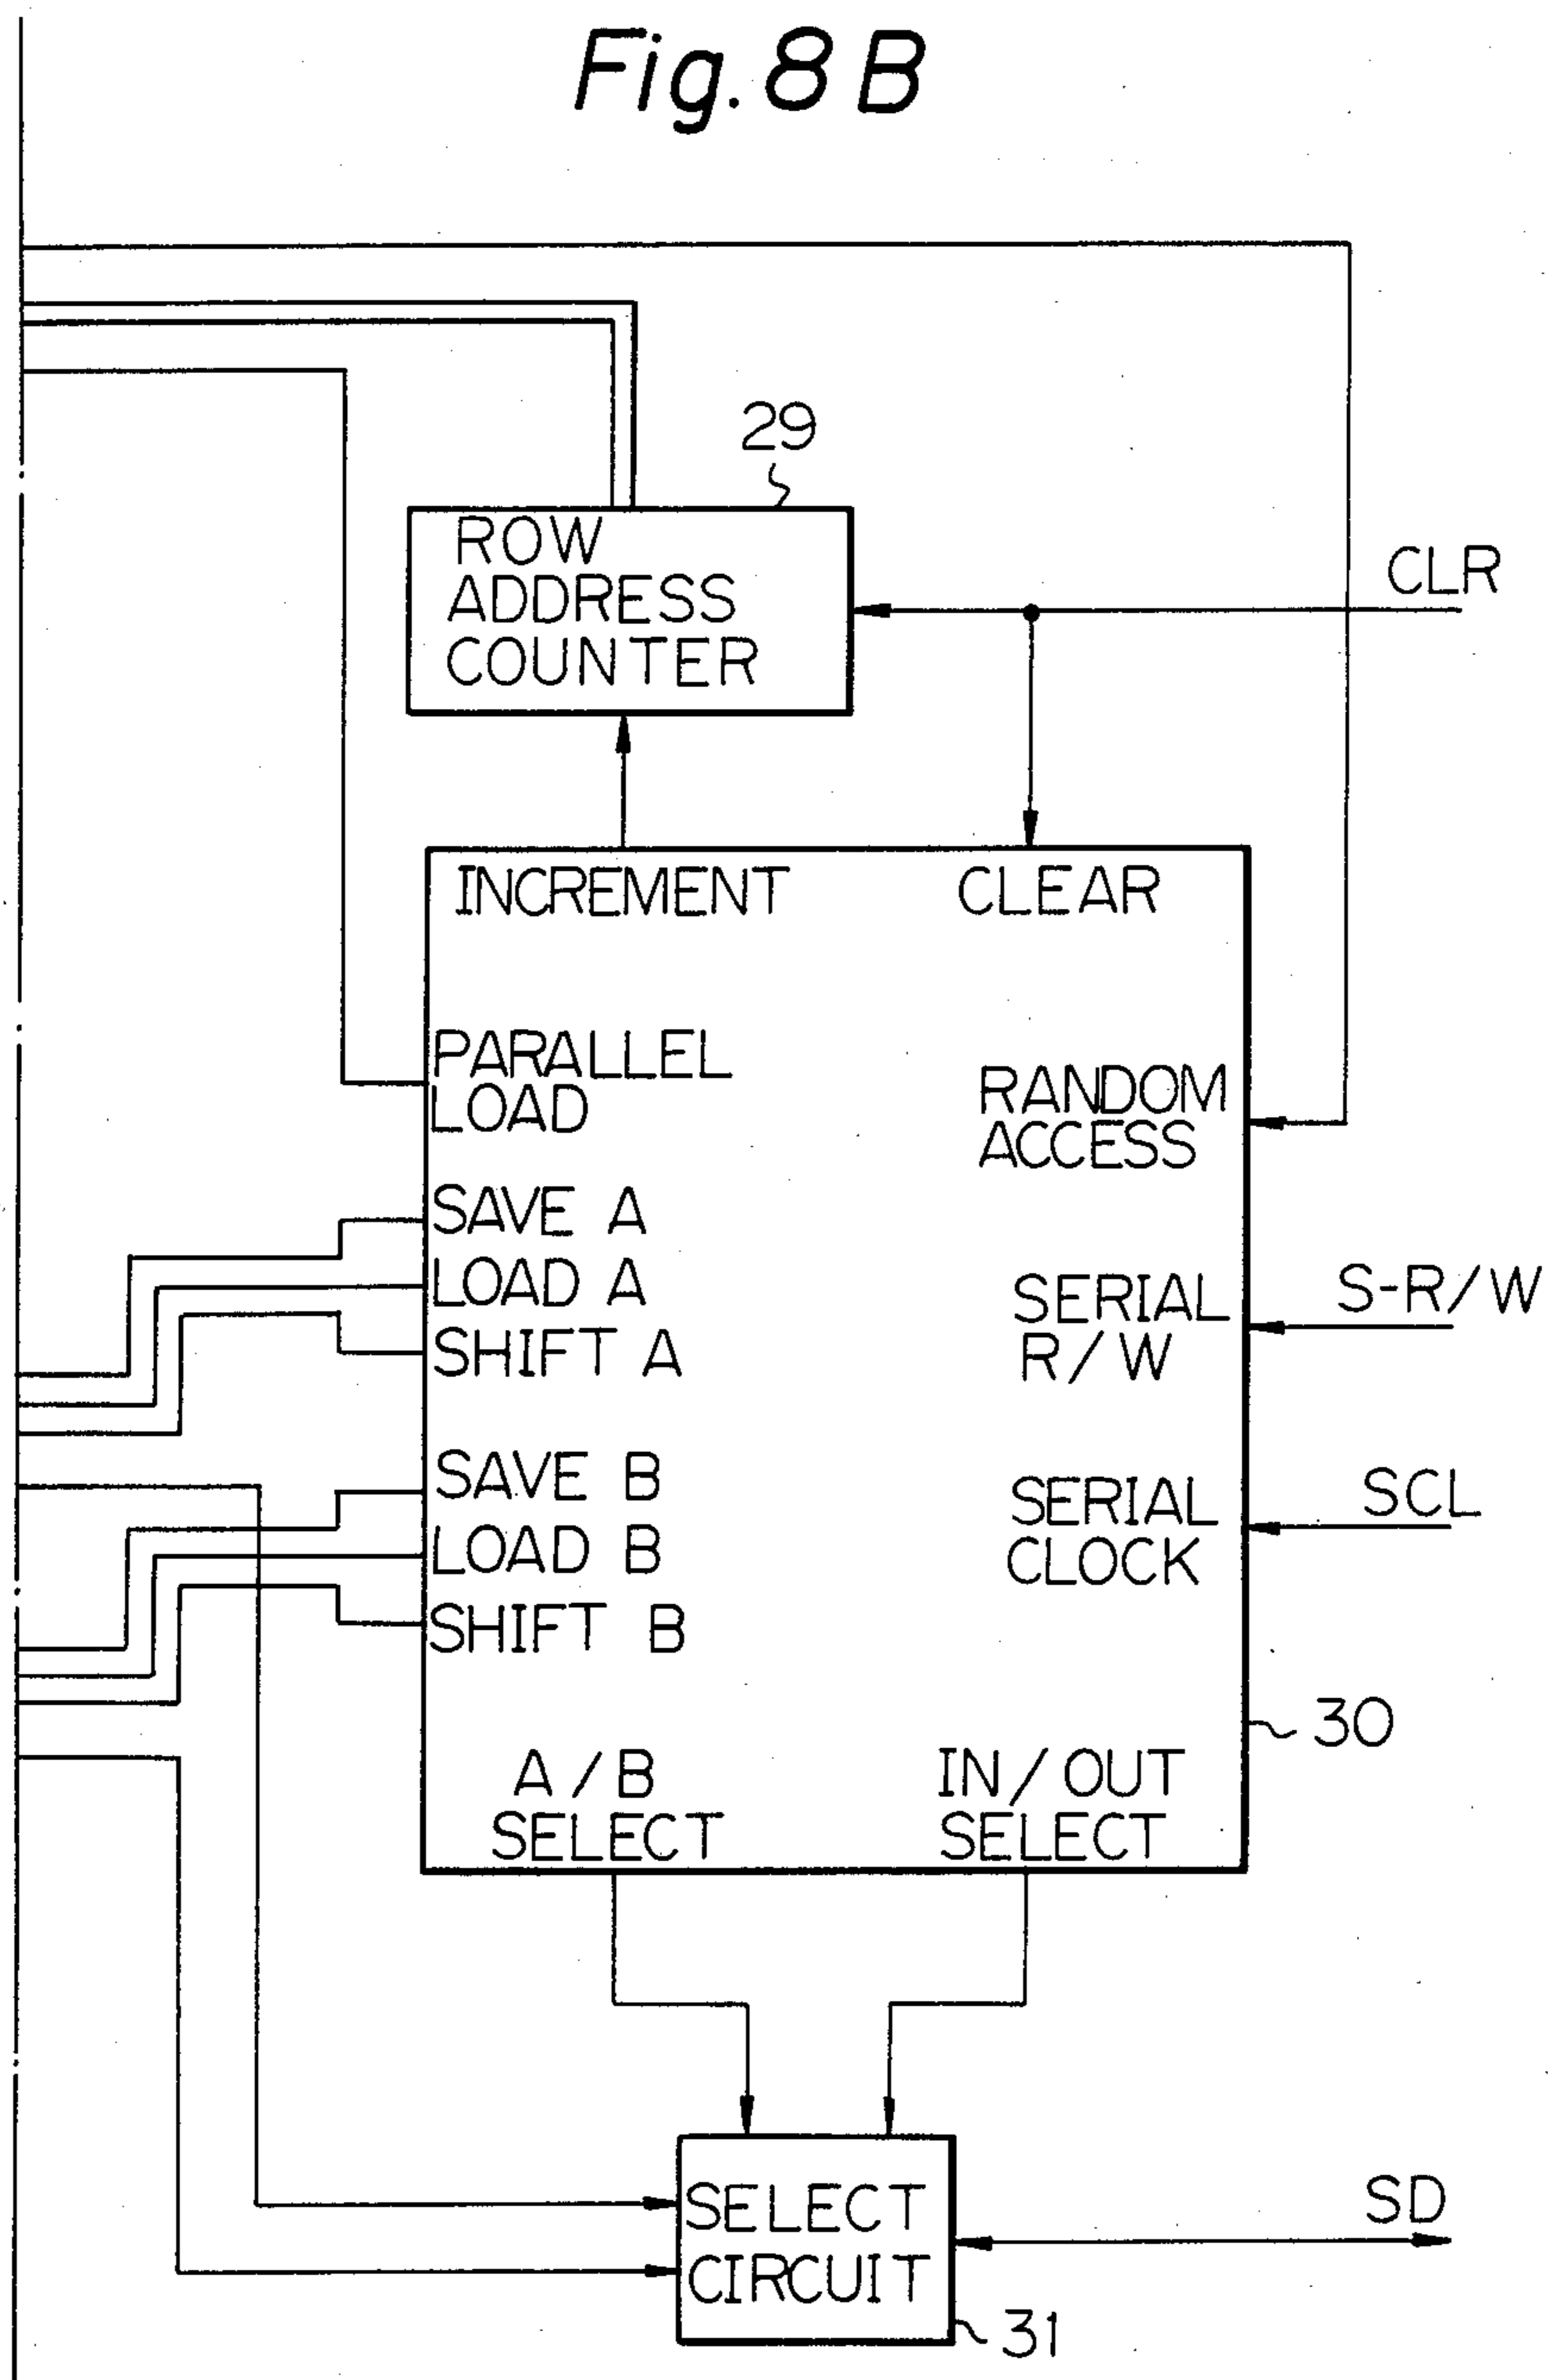 Fig. 8 B
29
ROW
ADDRESS
COUNTER
CLR
INCREMENT
CLEAR
PARALLEL
LOAD
RANDOM
ACCESS
SAVE A
LOAD A
SHIFT A
SERIAL
R/W
S-R/W
SAVE B
LOAD B
SHIFT B
SERIAL
CLOCK
SCL
30
A/B
SELECT
IN/OUT
SELECT
SELECT
CIRCUIT
SD
31